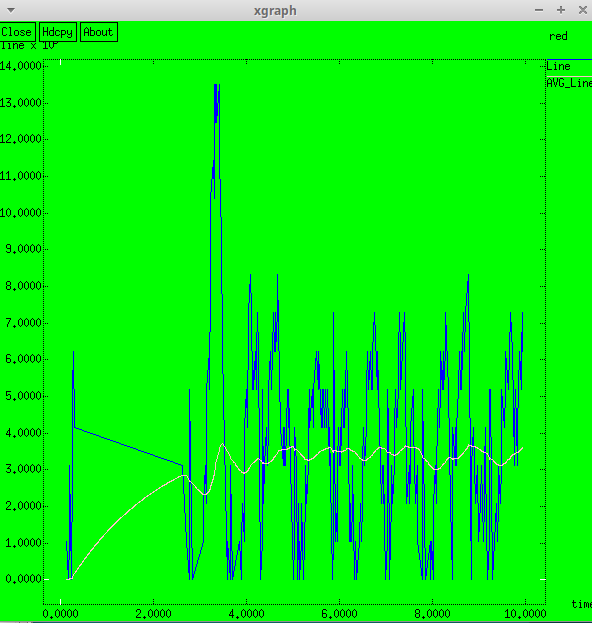 xgraph
Close Hdcpy About
red
line x 10³
Line
AVG_Line
14.0000
13.0000
12.0000
11.0000
10.0000
9.0000
8.0000
7.0000
6.0000
5.0000
4.0000
3.0000
2.0000
1.0000
0.0000
time
0.0000 2.0000 4.0000 6.0000 8.0000 10.0000